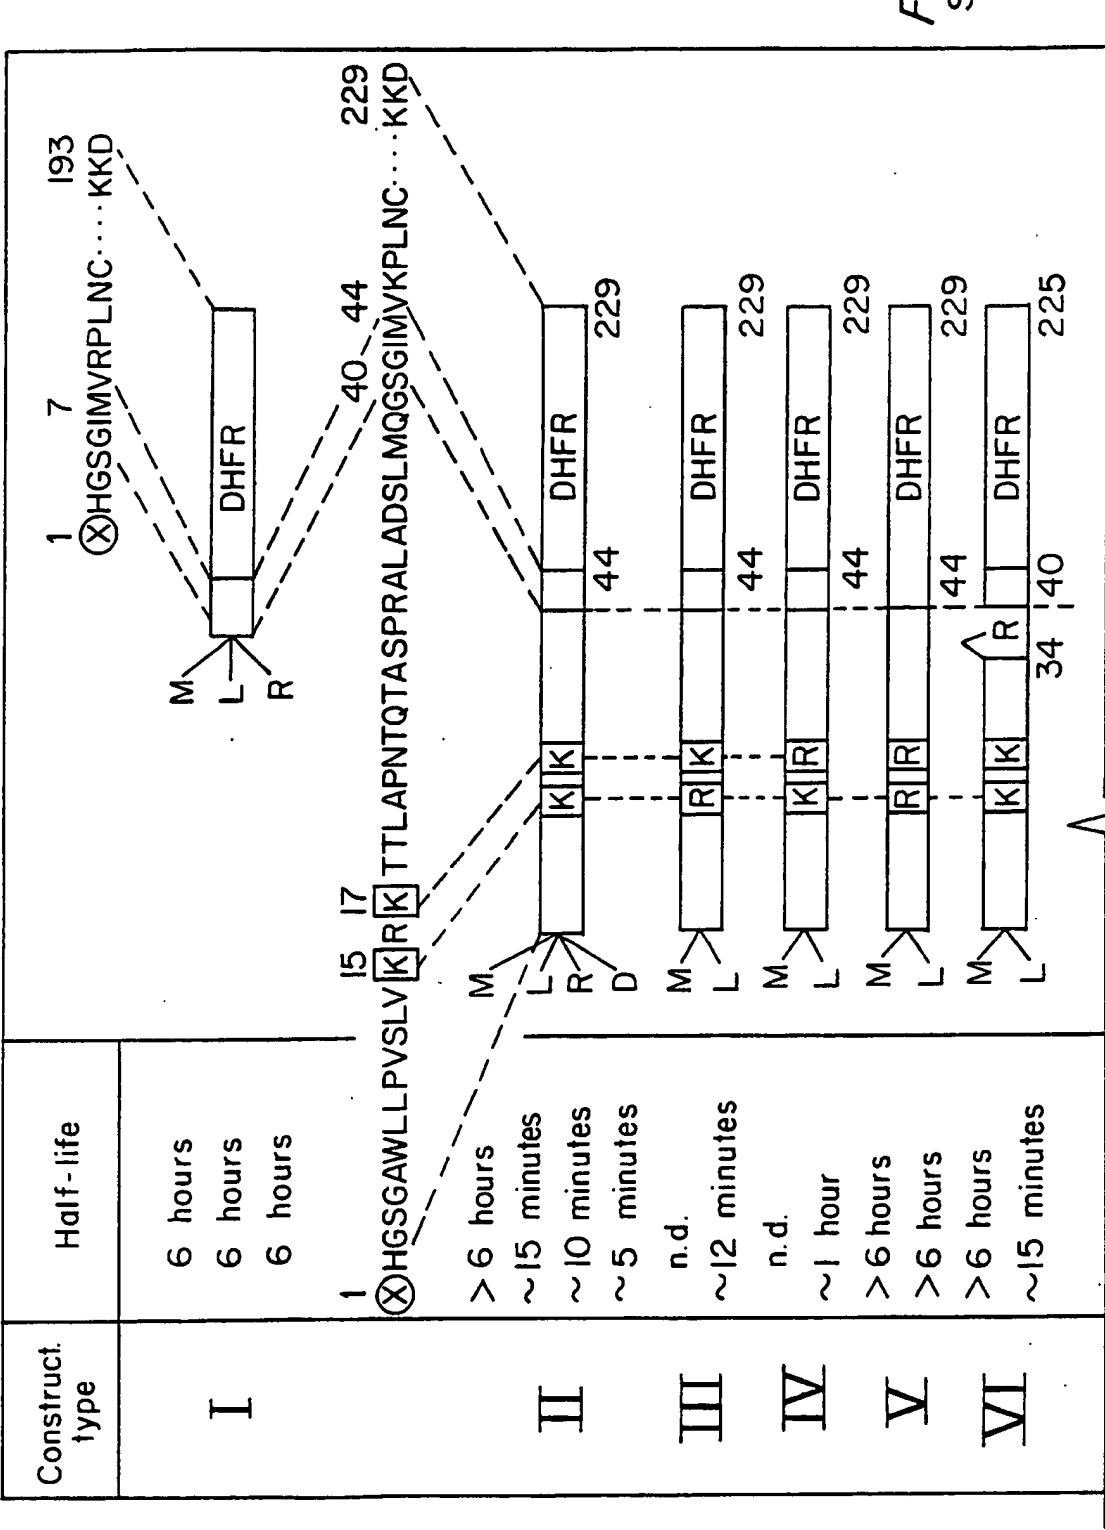 Construct. type
Half-life
I
6 hours
6 hours
6 hours
M
L
R
DHFR
1 7 193
ⓍHGSGIMVRPLNC····KKD
1 15 17 40 44 229
ⓍHGSGAWLLPVSLV K R K TTLAPNTQTASPRALADSLMQGSGIMVKPLNC····KKD
II
>6 hours
~15 minutes
~10 minutes
~5 minutes
M
L
R
D
K K DHFR
44 229
III
n.d.
~12 minutes
M
L
R K DHFR
44 229
IV
n.d.
~1 hour
M
L
K R DHFR
44 229
V
>6 hours
>6 hours
M
L
R R DHFR
44 229
VI
>6 hours
~15 minutes
M
L
K K R DHFR
34 40 225